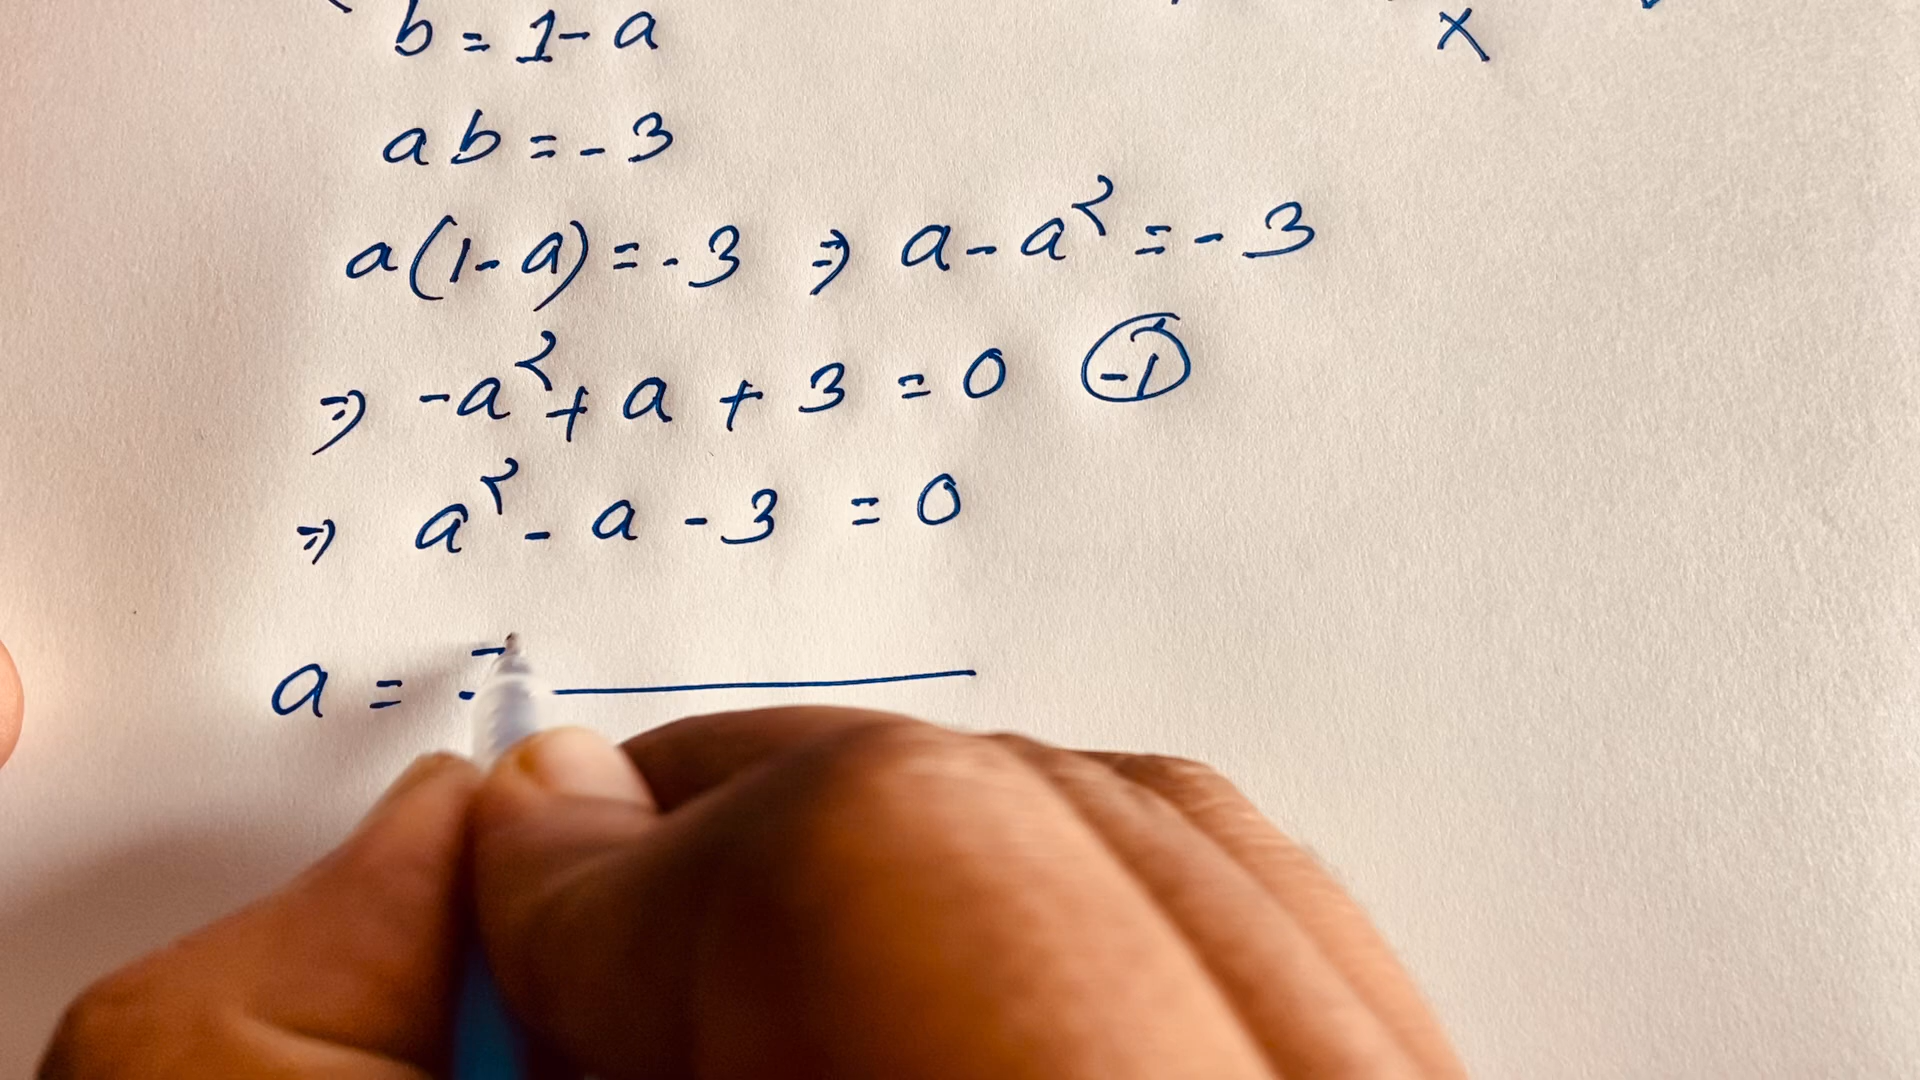 b = 1 - a
x
ab = -3
a(1-a) = -3 ⇒ a - a² = -3
⇒ -a² + a + 3 = 0 (-1)
⇒ a² - a - 3 = 0
a = -